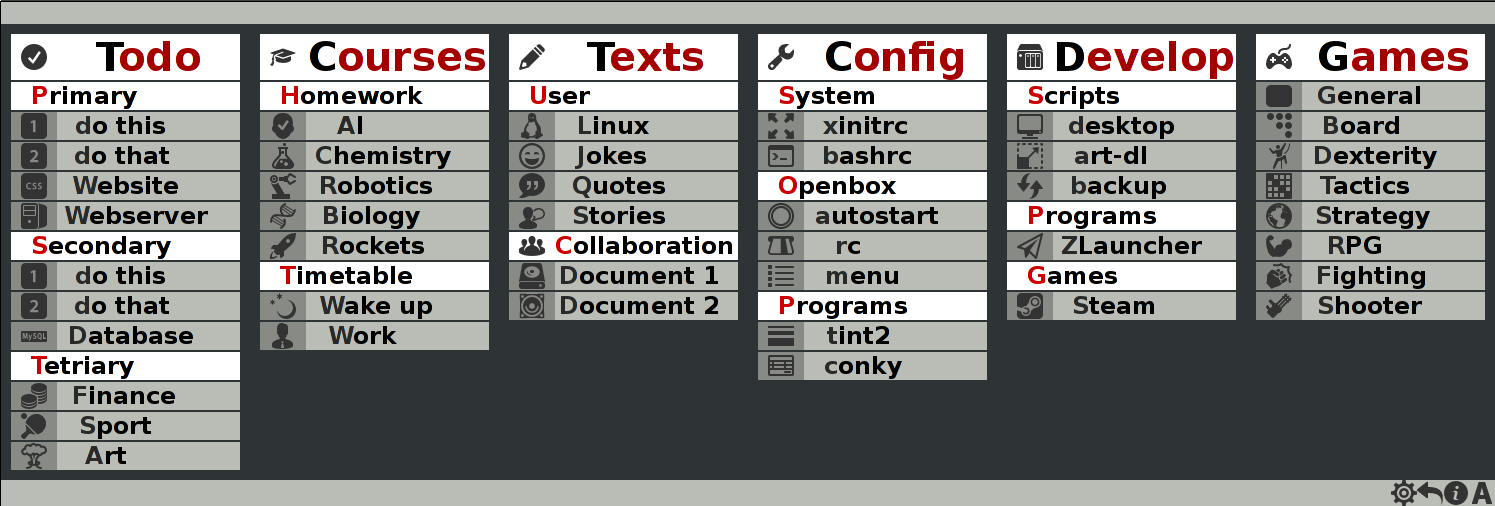 Todo
Primary
1 do this
2 do that
CSS Website
Webserver
Secondary
1 do this
2 do that
MySQL Database
Tetriary
Finance
Sport
Art
Courses
Homework
AI
Chemistry
Robotics
Biology
Rockets
Timetable
Wake up
Work
Texts
User
Linux
Jokes
Quotes
Stories
Collaboration
Document 1
Document 2
Config
System
xinitrc
bashrc
Openbox
autostart
rc
menu
Programs
tint2
conky
Develop
Scripts
desktop
art-dl
backup
Programs
ZLauncher
Games
Steam
Games
General
Board
Dexterity
Tactics
Strategy
RPG
Fighting
Shooter
i A